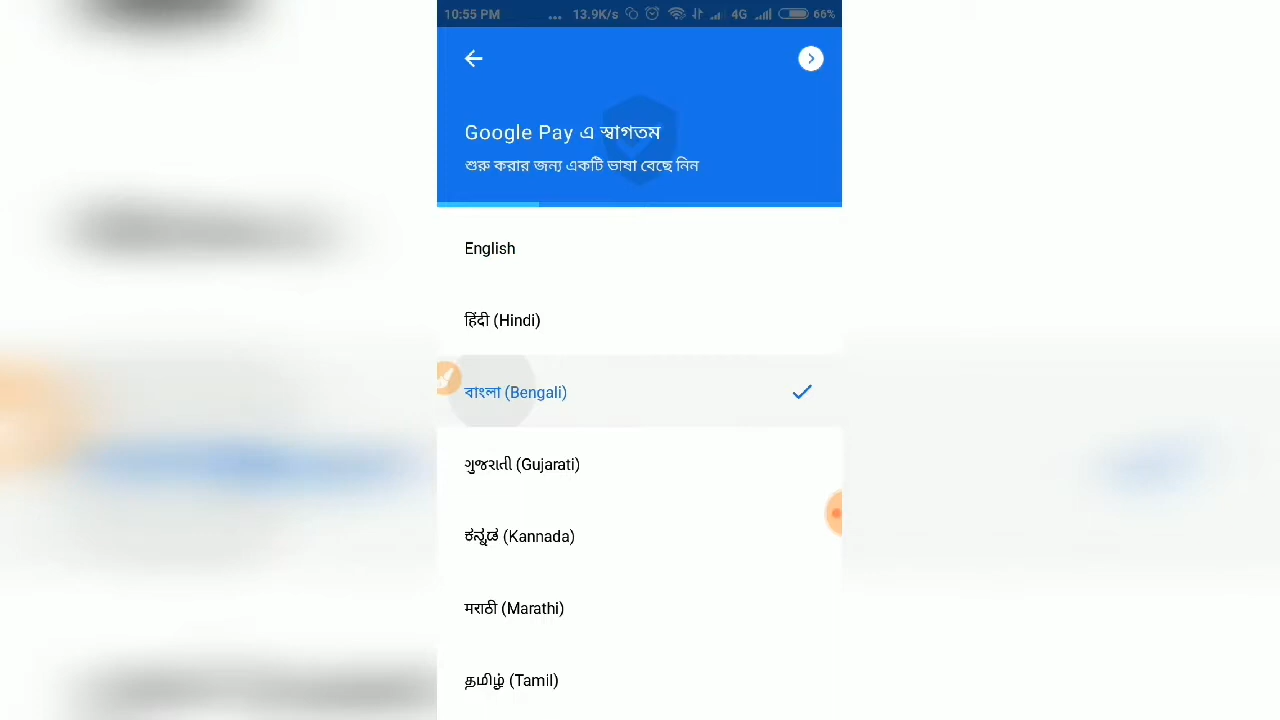 10:55 PM ... 13.9K/s 4G 66%
Google Pay এ স্বাগতম
শুরু করার জন্য একটি ভাষা বেছে নিন
English
हिंदी (Hindi)
বাংলা (Bengali)
ગુજરાતી (Gujarati)
ಕನ್ನಡ (Kannada)
मराठी (Marathi)
தமிழ் (Tamil)